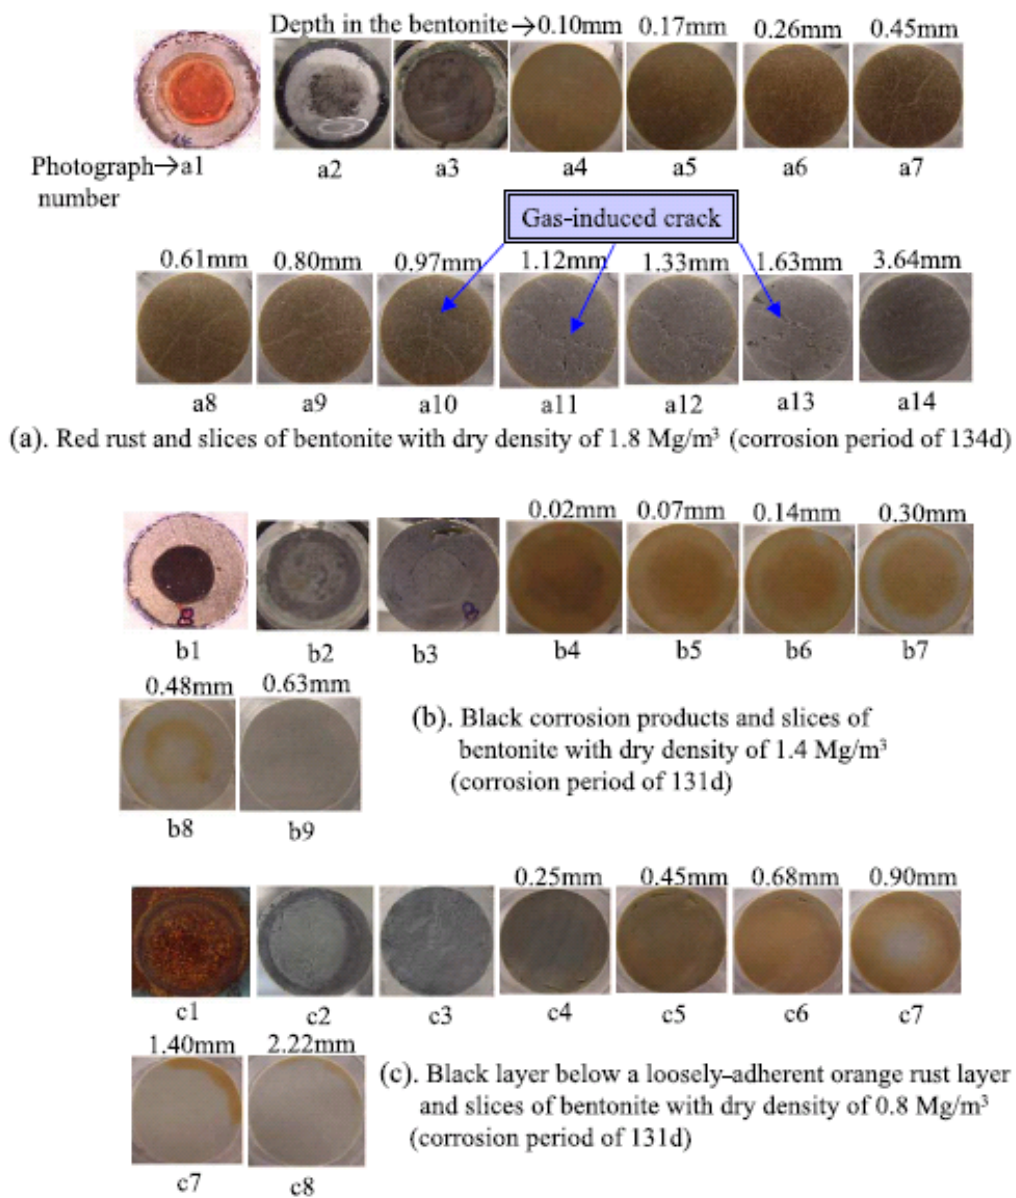 Depth in the bentonite → 0.10mm 0.17mm 0.26mm 0.45mm
Photograph→a1 a2 a3 a4 a5 a6 a7
number
Gas-induced crack
0.61mm 0.80mm 0.97mm 1.12mm 1.33mm 1.63mm 3.64mm
a8 a9 a10 a11 a12 a13 a14
(a). Red rust and slices of bentonite with dry density of 1.8 Mg/m³ (corrosion period of 134d)
0.02mm 0.07mm 0.14mm 0.30mm
b1 b2 b3 b4 b5 b6 b7
0.48mm 0.63mm
b8 b9
(b). Black corrosion products and slices of
bentonite with dry density of 1.4 Mg/m³
(corrosion period of 131d)
0.25mm 0.45mm 0.68mm 0.90mm
c1 c2 c3 c4 c5 c6 c7
1.40mm 2.22mm
c7 c8
(c). Black layer below a loosely–adherent orange rust layer
and slices of bentonite with dry density of 0.8 Mg/m³
(corrosion period of 131d)